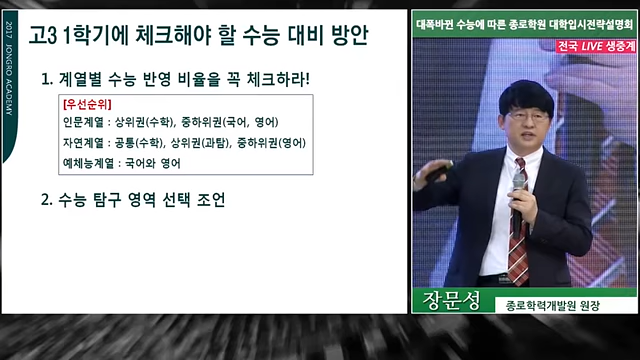 2017 JONGRO ACADEMY
고3 1학기에 체크해야 할 수능 대비 방안
1. 계열별 수능 반영 비율을 꼭 체크하라!
[우선순위]
인문계열 : 상위권(수학), 중하위권(국어, 영어)
자연계열 : 공통(수학), 상위권(과탐), 중하위권(영어)
예체능계열 : 국어와 영어
2. 수능 탐구 영역 선택 조언
대폭바뀐 수능에 따른 종로학원 대학입시전략설명회
전국 LIVE 생중계
장문성
종로학력개발원 원장